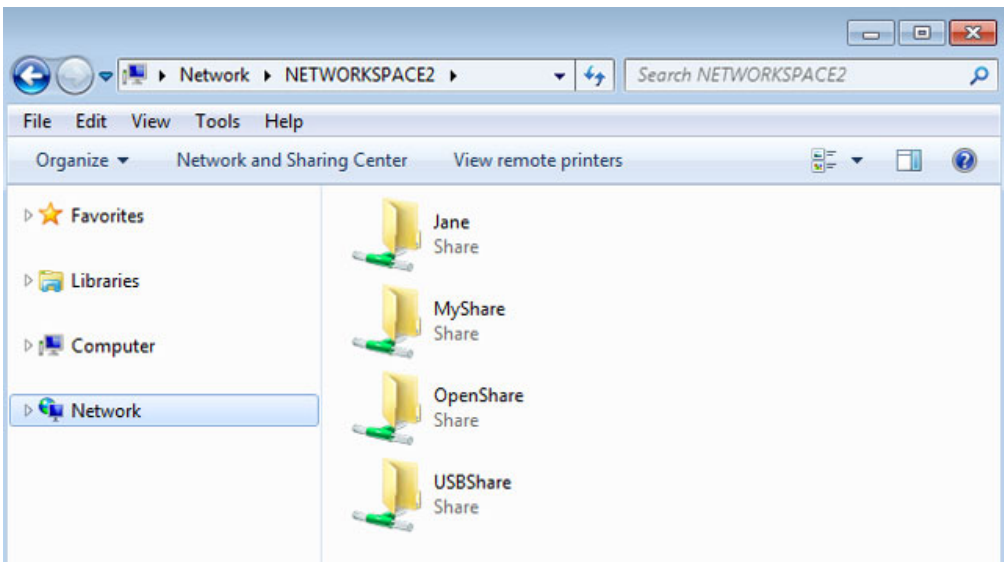 Network NETWORKSPACE2 Search NETWORKSPACE2
File Edit View Tools Help
Organize Network and Sharing Center View remote printers
Favorites
Libraries
Computer
Network
Jane
Share
MyShare
Share
OpenShare
Share
USBShare
Share